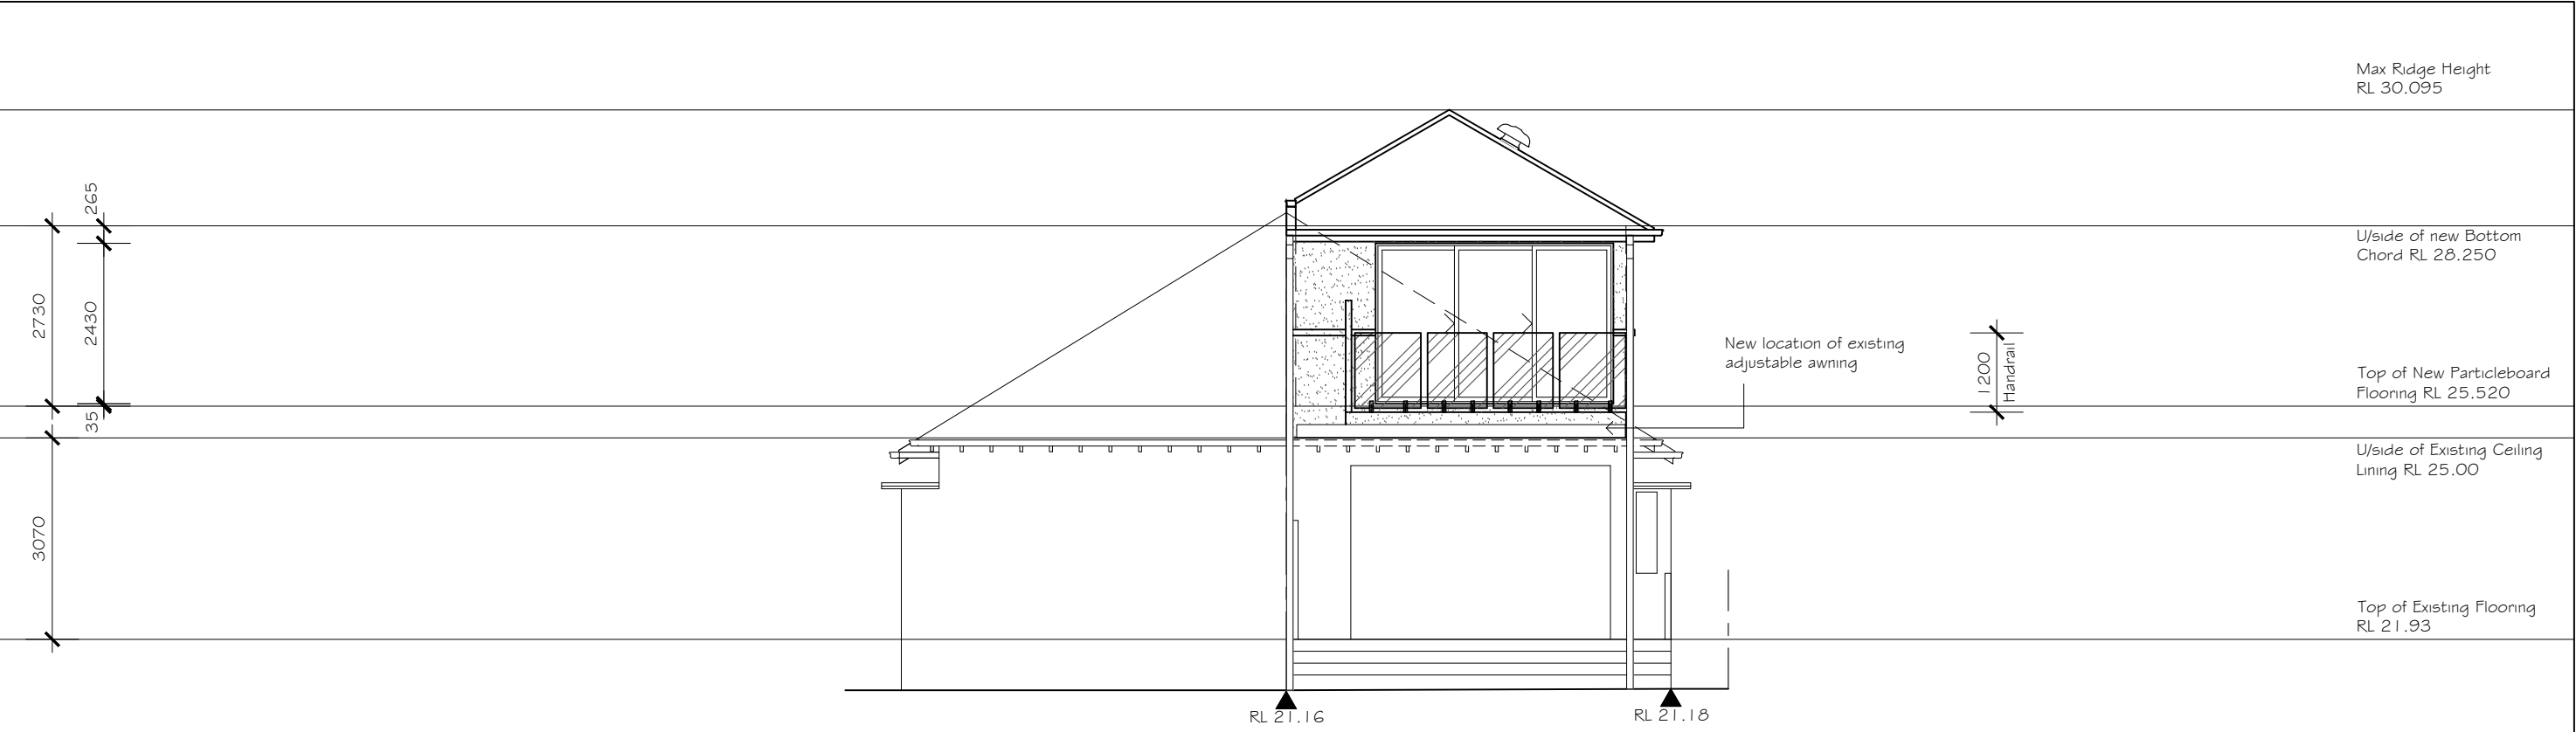 Max Ridge Height
RL 30.095
265
U/side of new Bottom
Chord RL 28.250
2730
2430
New location of existing
adjustable awning
1200
Handrail
Top of New Particleboard
Flooring RL 25.520
35
U/side of Existing Ceiling
Lining RL 25.00
3070
Top of Existing Flooring
RL 21.93
RL 21.16
RL 21.18